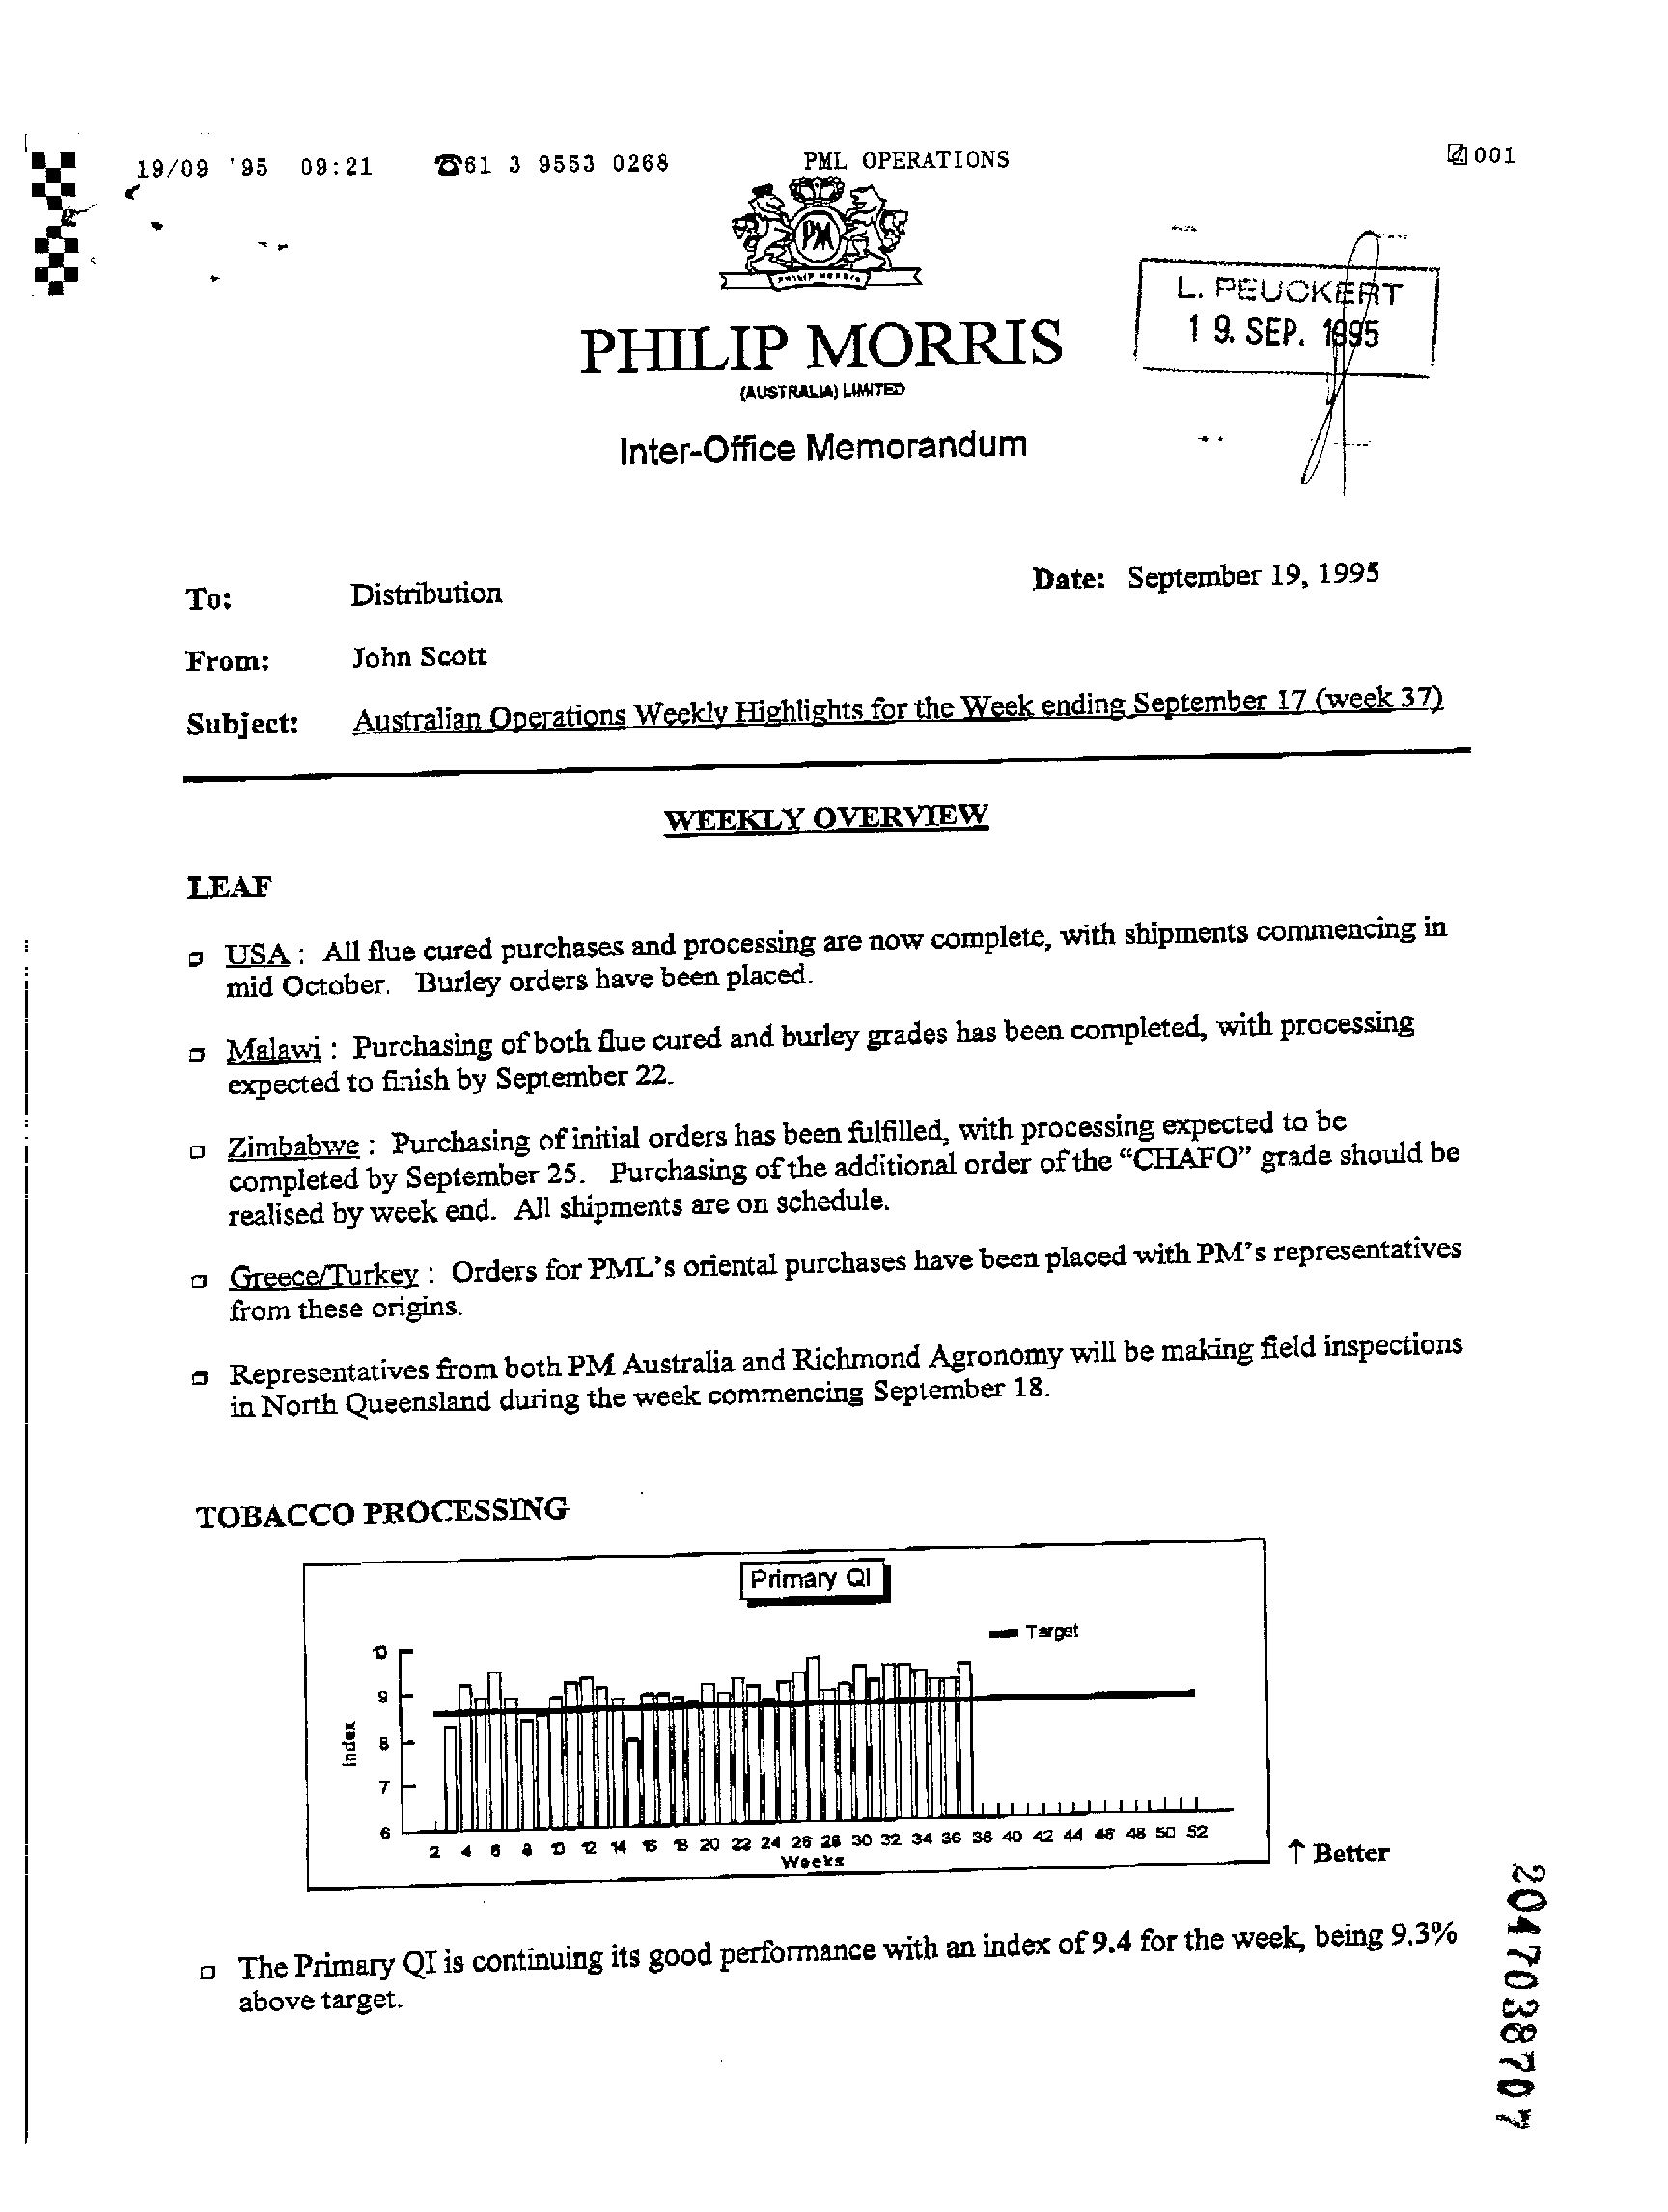 19/09 '95 09:21 ☎61 3 9553 0268 PML OPERATIONS 001
PM
PHILIP MORRIS
PHILIP MORRIS
(AUSTRALIA) LIMITED
Inter-Office Memorandum
L. PEUCKERT
19. SEP. 1995
To: Distribution
Date: September 19, 1995
From: John Scott
Subject: Australian Operations Weekly Highlights for the Week ending September 17 (week 37)
WEEKLY OVERVIEW
LEAF
USA : All flue cured purchases and processing are now complete, with shipments commencing in
mid October. Burley orders have been placed.
Malawi : Purchasing of both flue cured and burley grades has been completed, with processing
expected to finish by September 22.
Zimbabwe : Purchasing of initial orders has been fulfilled, with processing expected to be
completed by September 25. Purchasing of the additional order of the “CHAFO” grade should be
realised by week end. All shipments are on schedule.
Greece/Turkey : Orders for PML's oriental purchases have been placed with PM's representatives
from these origins.
Representatives from both PM Australia and Richmond Agronomy will be making field inspections
in North Queensland during the week commencing September 18.
TOBACCO PROCESSING
Primary QI
Target
10
9
8
7
6
Index
2 4 6 8 10 12 14 16 18 20 22 24 26 28 30 32 34 36 38 40 42 44 46 48 50 52
Weeks
↑ Better
The Primary QI is continuing its good performance with an index of 9.4 for the week, being 9.3%
above target.
2047038707